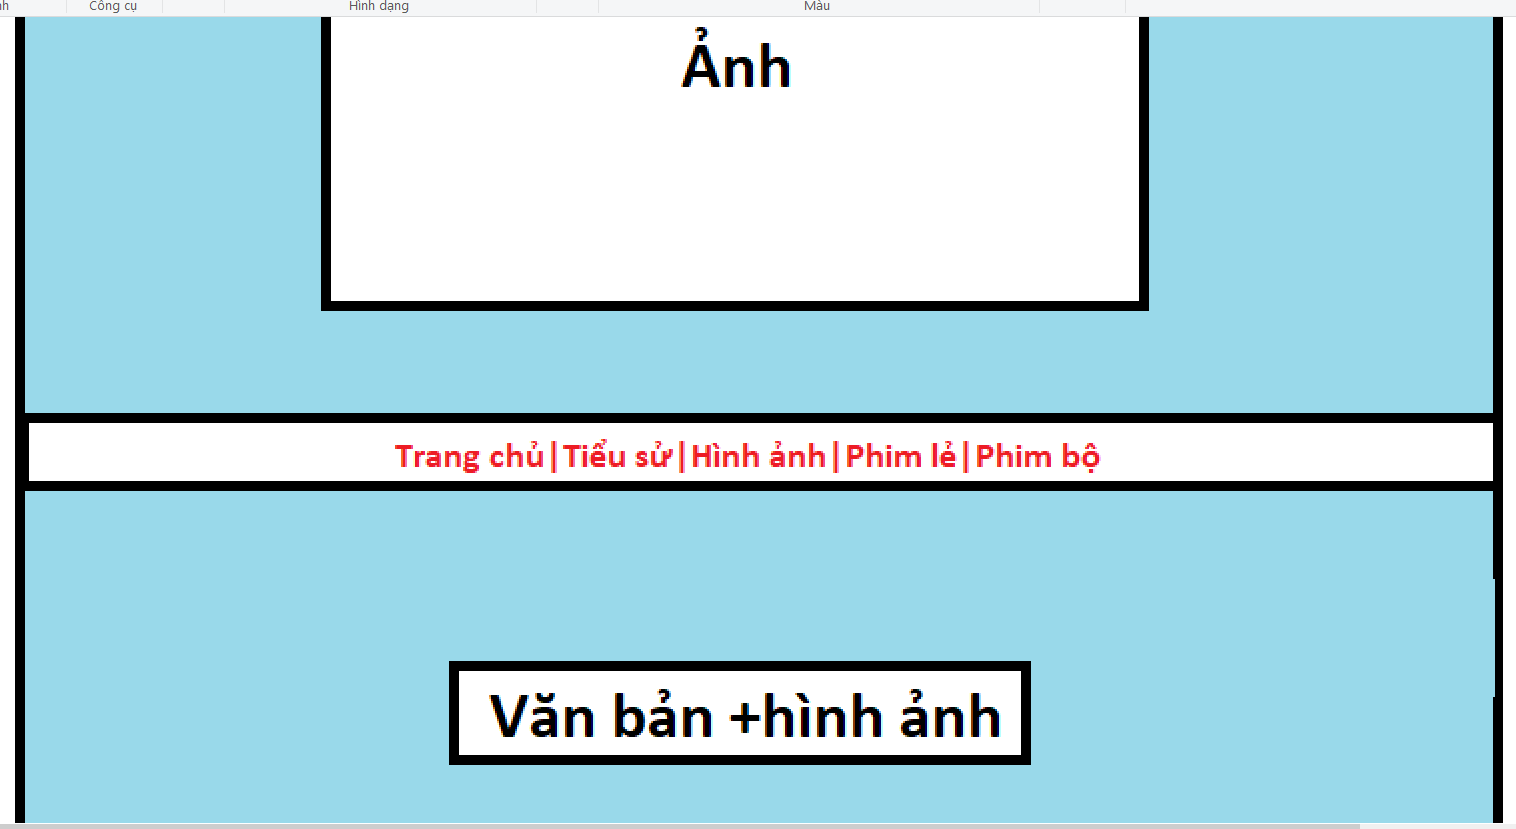 Công cụ Hình dạng Màu
Ảnh
Trang chủ|Tiểu sử|Hình ảnh|Phim lẻ|Phim bộ
Văn bản +hình ảnh